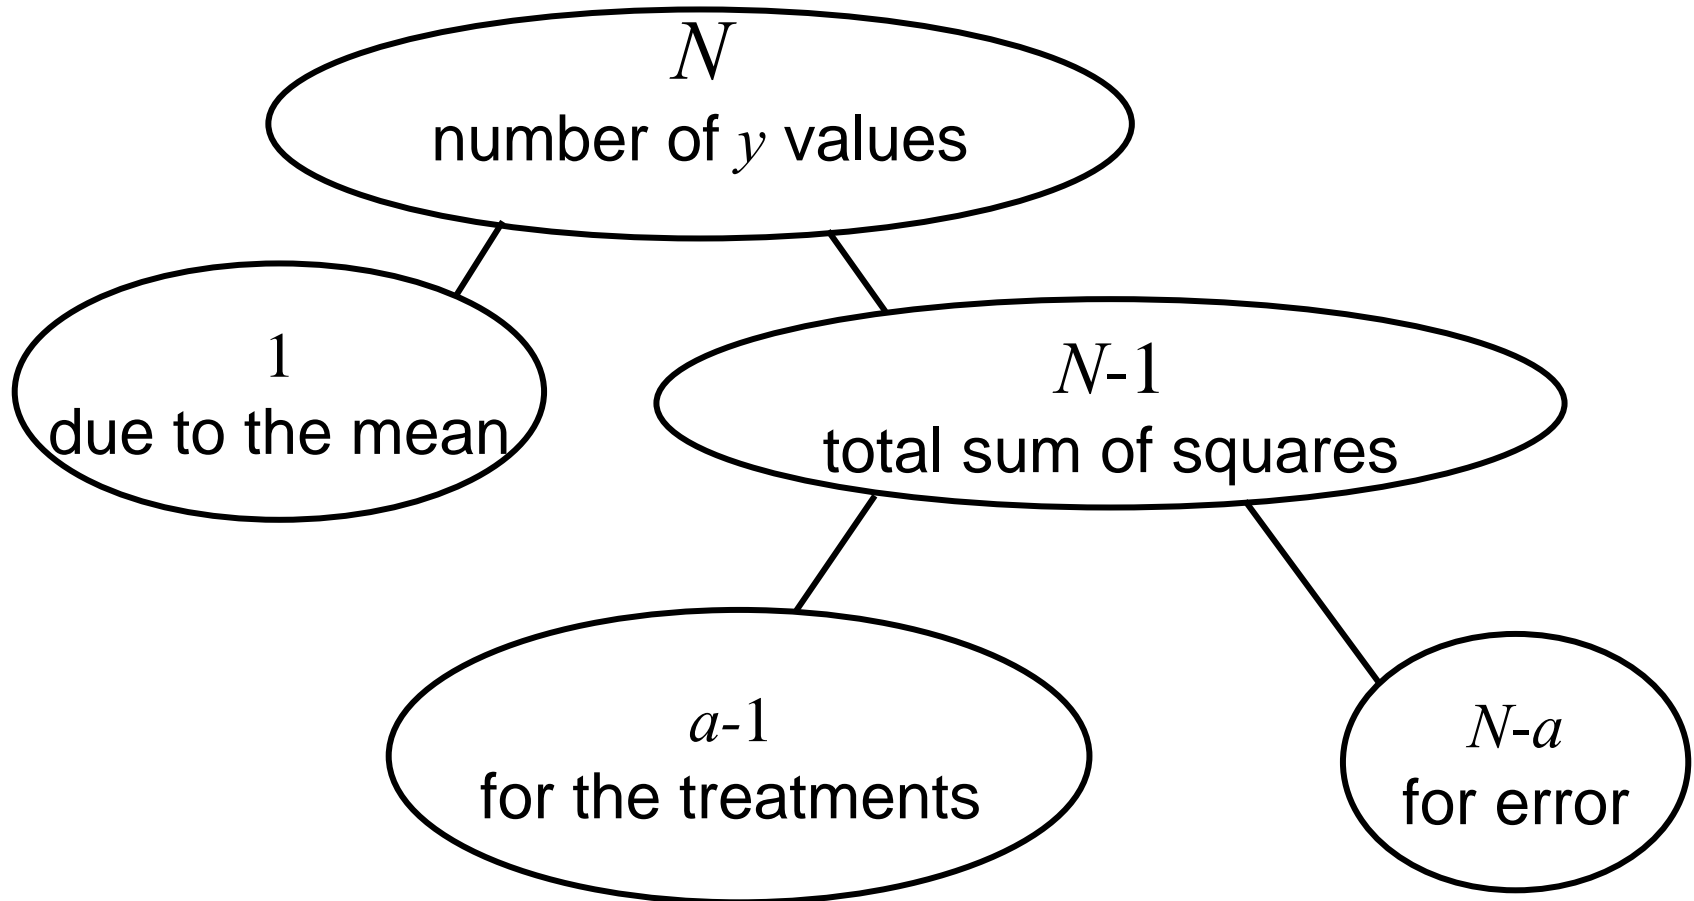 N
number of y values
1
due to the mean
N-1
total sum of squares
a-1
for the treatments
N-a
for error